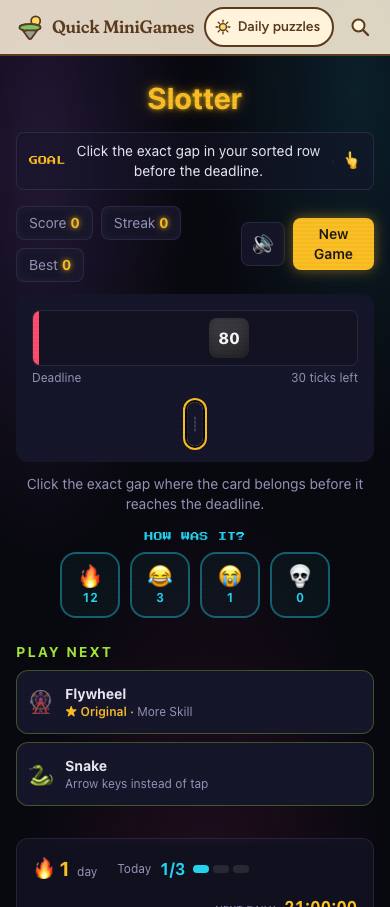 Quick MiniGames
Daily puzzles
Slotter
GOAL
Click the exact gap in your sorted row
before the deadline.
Score 0
Streak 0
Best 0
New
Game
80
Deadline
30 ticks left
Click the exact gap where the card belongs before it
reaches the deadline.
HOW WAS IT?
12
3
1
0
PLAY NEXT
Flywheel
Original · More Skill
Snake
Arrow keys instead of tap
1 day
Today 1/3